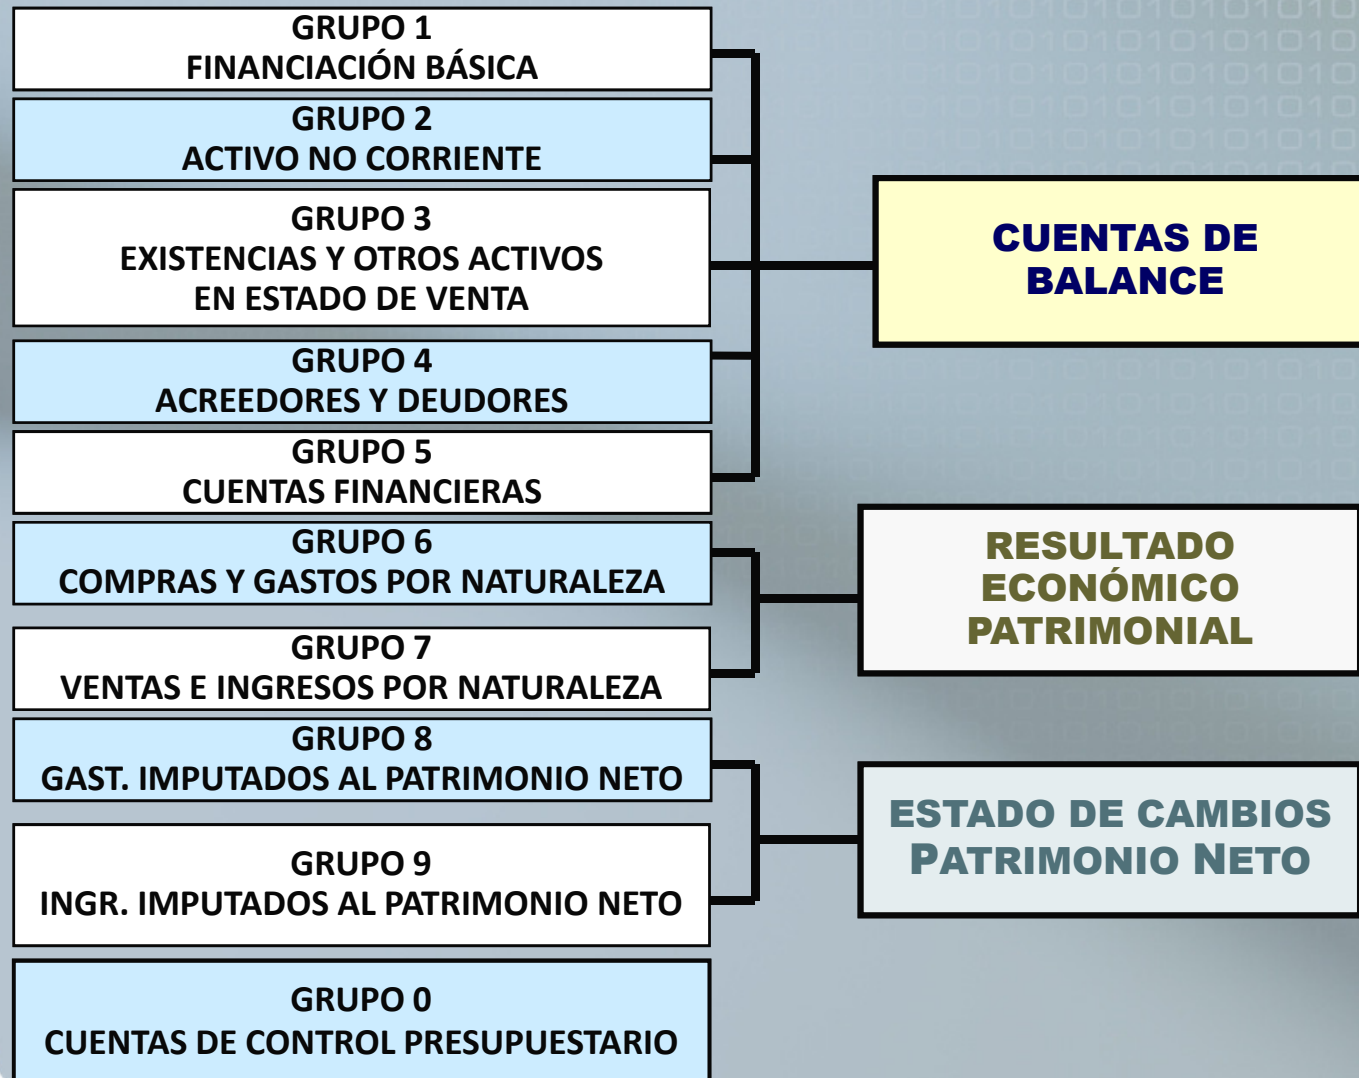 GRUPO 1
FINANCIACIÓN BÁSICA
GRUPO 2
ACTIVO NO CORRIENTE
GRUPO 3
EXISTENCIAS Y OTROS ACTIVOS
EN ESTADO DE VENTA
GRUPO 4
ACREEDORES Y DEUDORES
GRUPO 5
CUENTAS FINANCIERAS
GRUPO 6
COMPRAS Y GASTOS POR NATURALEZA
GRUPO 7
VENTAS E INGRESOS POR NATURALEZA
GRUPO 8
GAST. IMPUTADOS AL PATRIMONIO NETO
GRUPO 9
INGR. IMPUTADOS AL PATRIMONIO NETO
GRUPO 0
CUENTAS DE CONTROL PRESUPUESTARIO
CUENTAS DE
BALANCE
RESULTADO
ECONÓMICO
PATRIMONIAL
ESTADO DE CAMBIOS
PATRIMONIO NETO